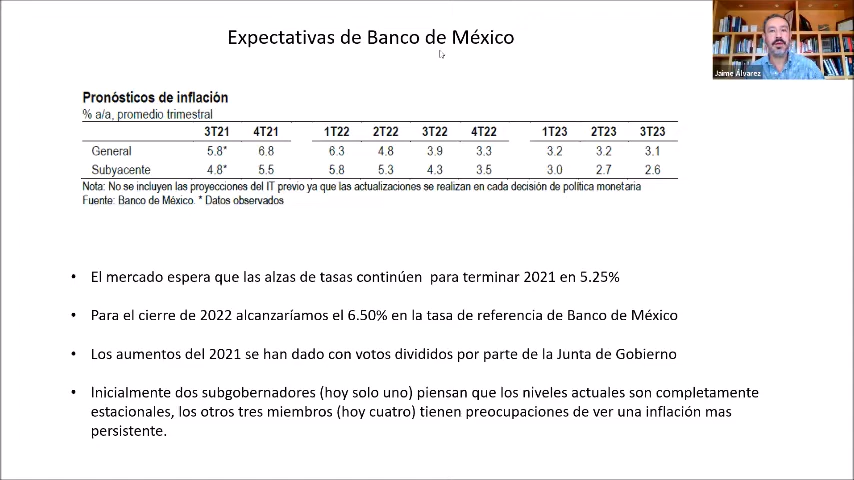 Expectativas de Banco de México
Jaime Álvarez
Pronósticos de inflación
% a/a, promedio trimestral
3T21 4T21 1T22 2T22 3T22 4T22 1T23 2T23 3T23
General 5.8* 6.8 6.3 4.8 3.9 3.3 3.2 3.2 3.1
Subyacente 4.8* 5.5 5.8 5.3 4.3 3.5 3.0 2.7 2.6
Nota: No se incluyen las proyecciones del IT previo ya que las actualizaciones se realizan en cada decisión de política monetaria
Fuente: Banco de México. * Datos observados
• El mercado espera que las alzas de tasas continúen para terminar 2021 en 5.25%
• Para el cierre de 2022 alcanzaríamos el 6.50% en la tasa de referencia de Banco de México
• Los aumentos del 2021 se han dado con votos divididos por parte de la Junta de Gobierno
• Inicialmente dos subgobernadores (hoy solo uno) piensan que los niveles actuales son completamente
estacionales, los otros tres miembros (hoy cuatro) tienen preocupaciones de ver una inflación mas
persistente.